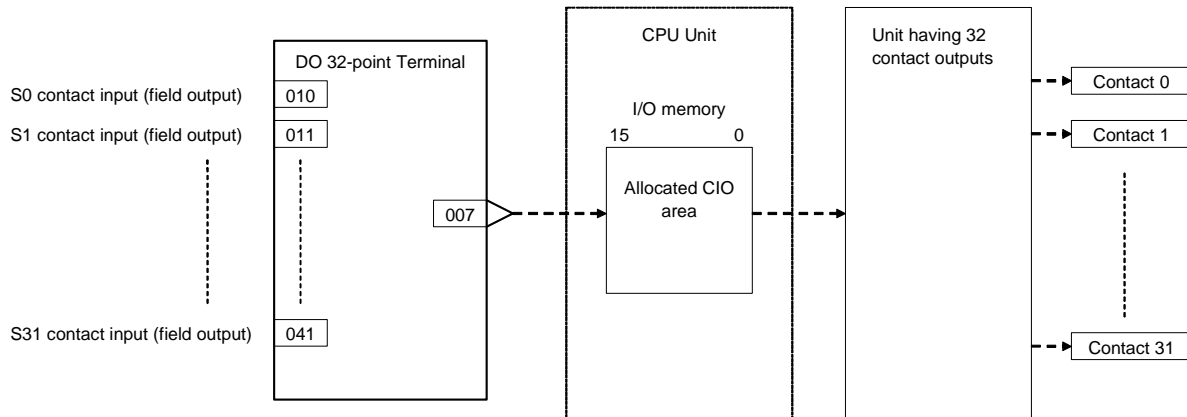 CPU Unit
Unit having 32
contact outputs
DO 32-point Terminal
S0 contact input (field output)
010
Contact 0
I/O memory
S1 contact input (field output)
011
15
0
Contact 1
Allocated CIO
area
007
S31 contact input (field output)
041
Contact 31